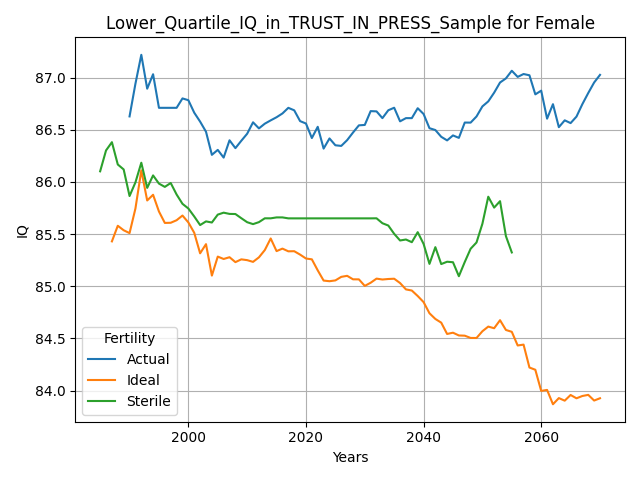 Lower_Quartile_IQ_in_TRUST_IN_PRESS_Sample for Female
IQ
87.0
86.5
86.0
85.5
85.0
84.5
84.0
Fertility
Actual
Ideal
Sterile
2000 2020 2040 2060
Years